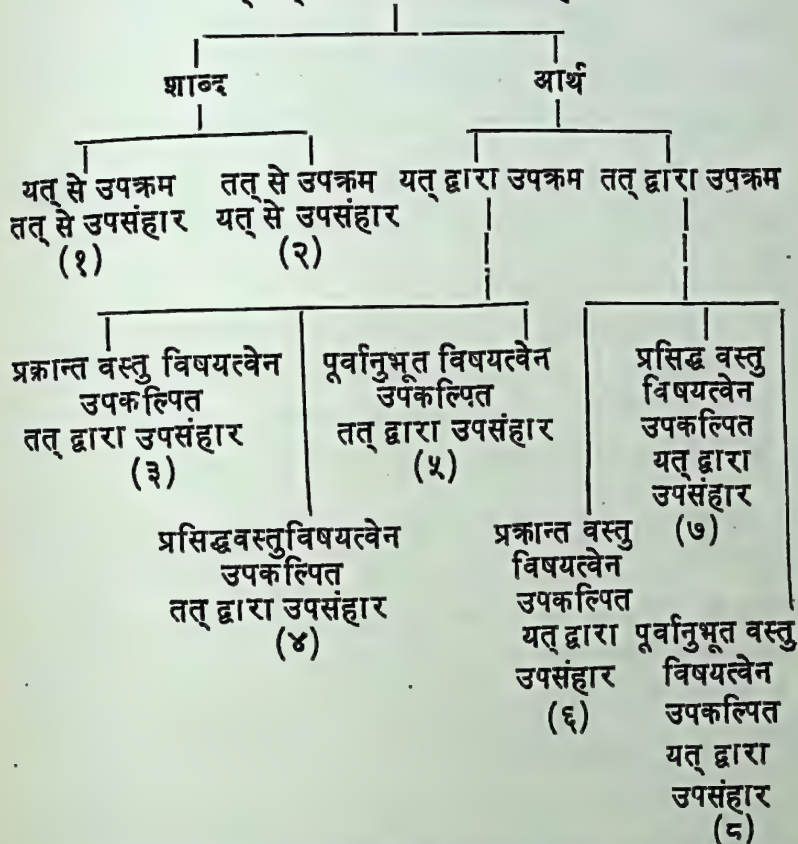 शाब्द आर्थ
यत् से उपक्रम तत् से उपक्रम यत् द्वारा उपक्रम तत् द्वारा उपक्रम
तत् से उपसंहार यत् से उपसंहार
(१) (२)
प्रक्रान्त वस्तु विषयत्वेन
उपकल्पित
तत् द्वारा उपसंहार
(३)
प्रसिद्धवस्तुविषयत्वेन
उपकल्पित
तत् द्वारा उपसंहार
(४)
पूर्वानुभूत विषयत्वेन
उपकल्पित
तत् द्वारा उपसंहार
(५)
प्रक्रान्त वस्तु
विषयत्वेन
उपकल्पित
यत् द्वारा
उपसंहार
(६)
प्रसिद्ध वस्तु
विषयत्वेन
उपकल्पित
यत् द्वारा
उपसंहार
(७)
पूर्वानुभूत वस्तु
विषयत्वेन
उपकल्पित
यत् द्वारा
उपसंहार
(८)